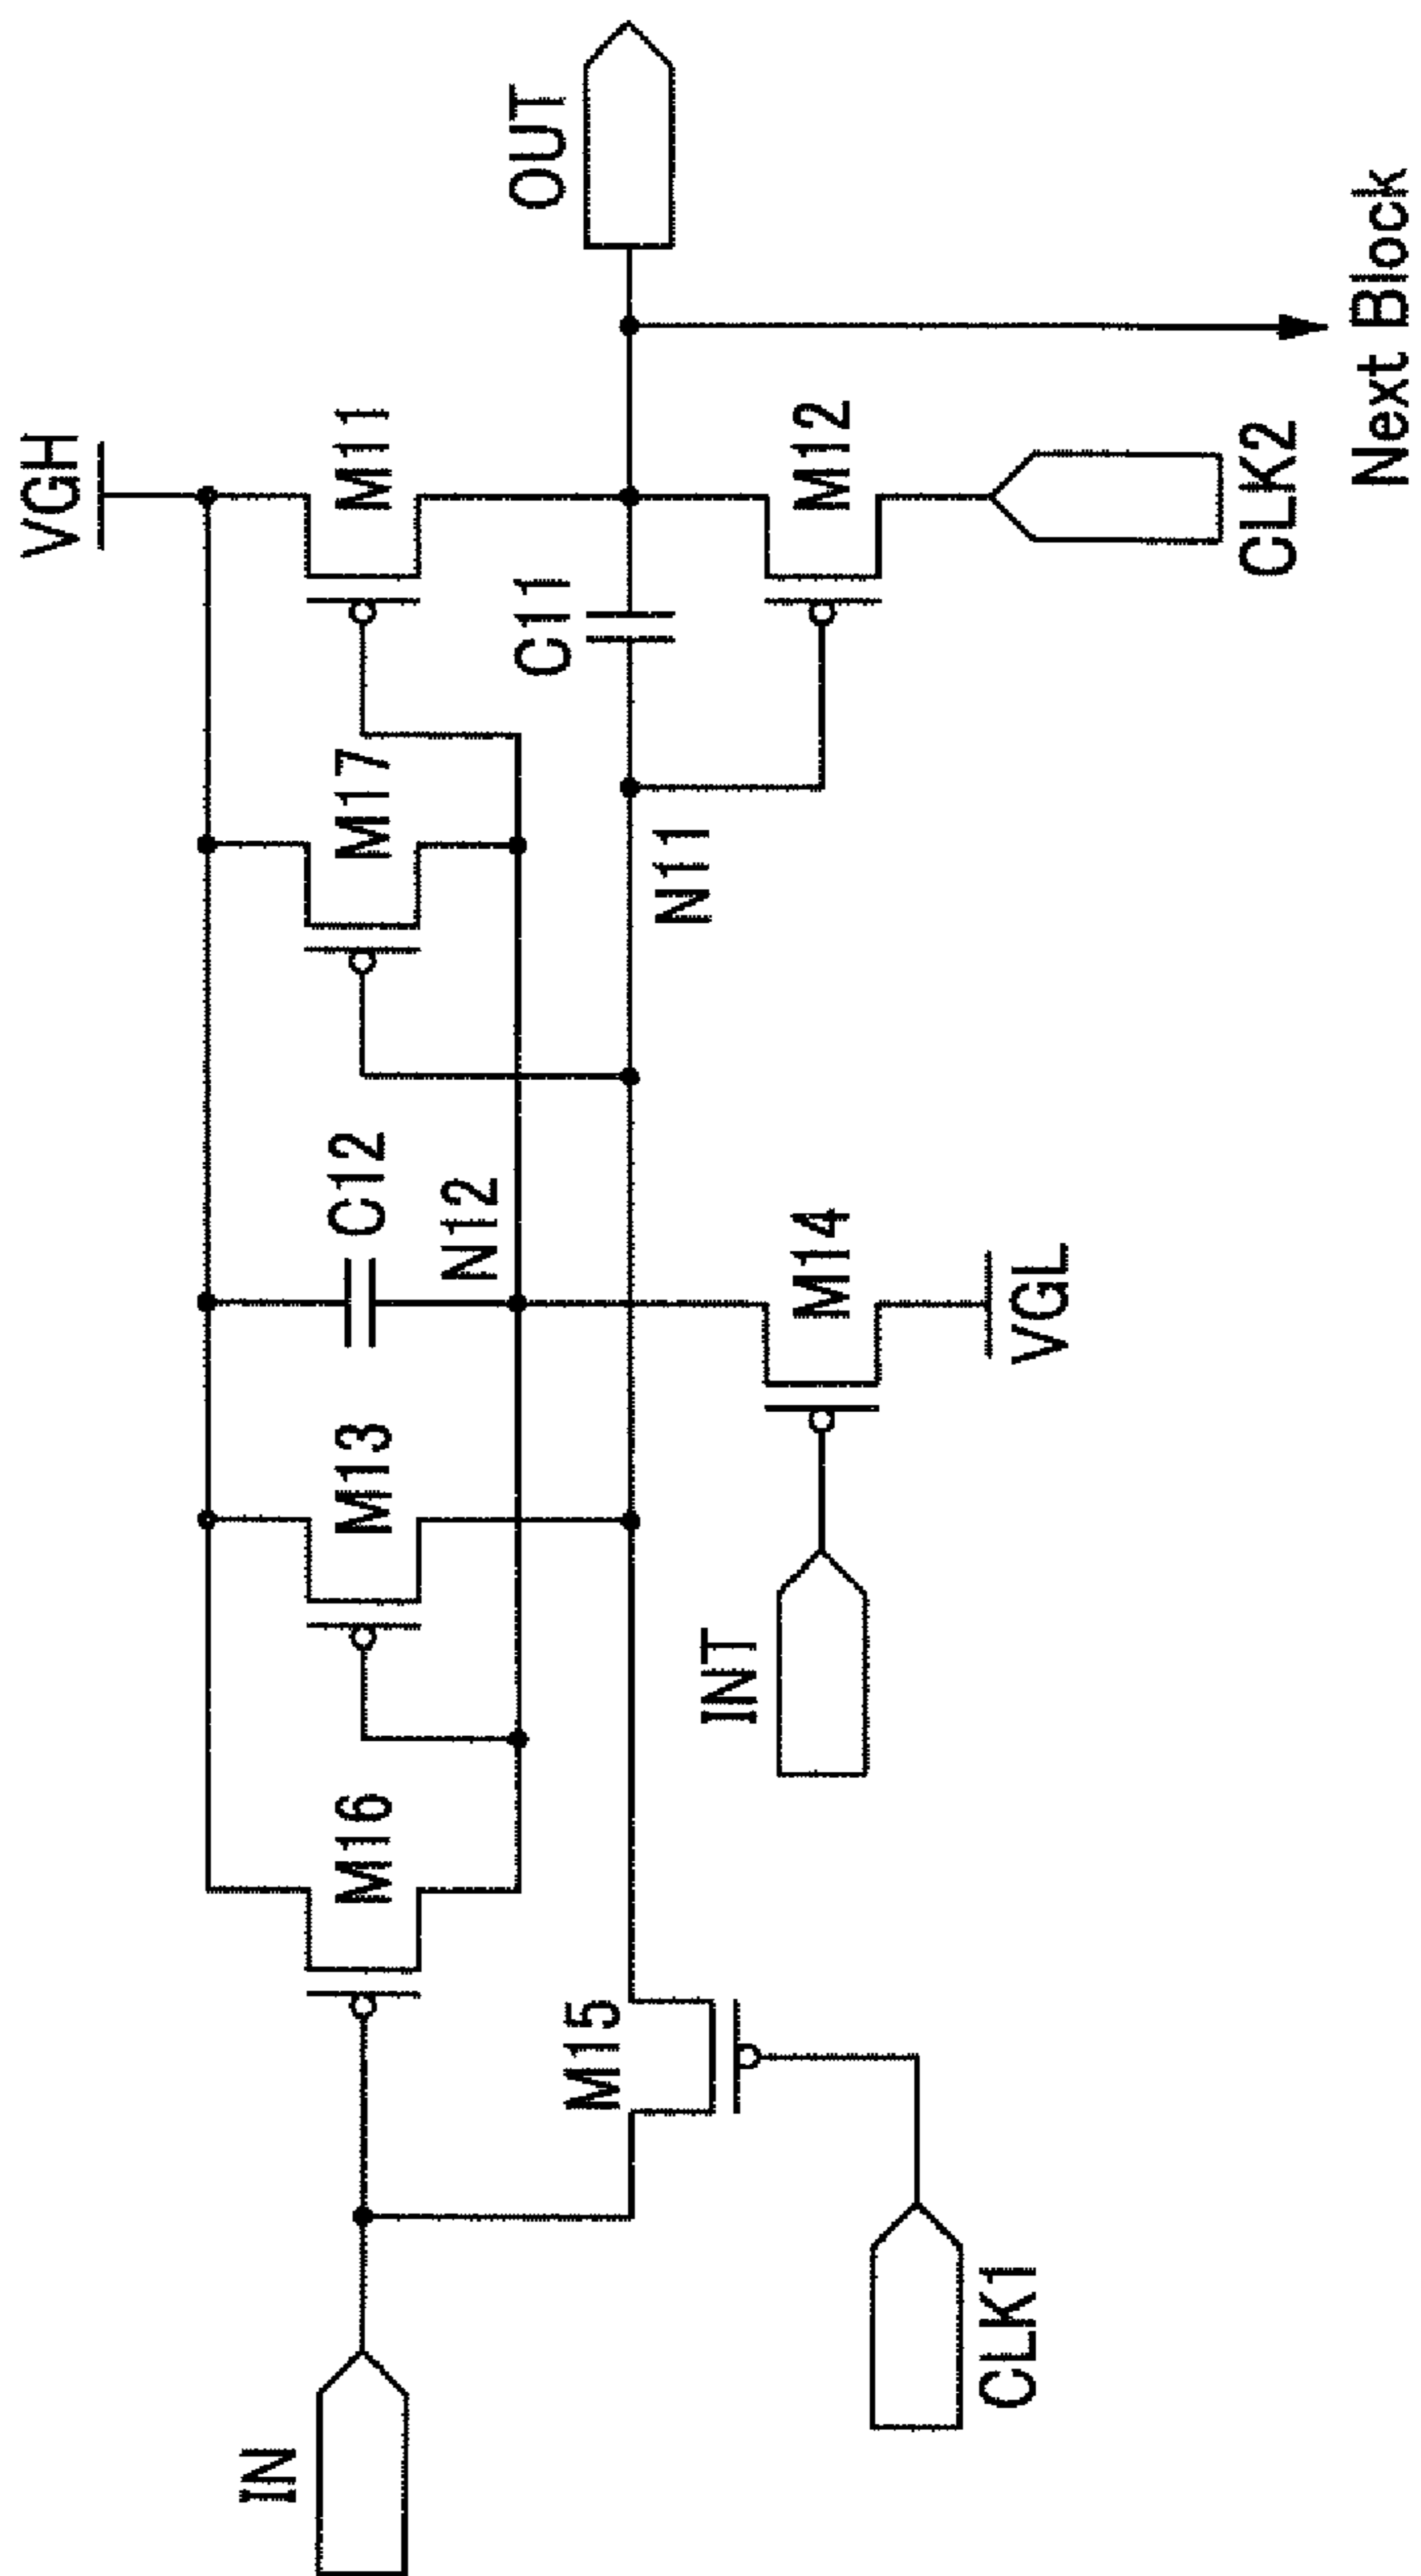 VGH
OUT
M11
M17
C12
N12
M13
M16
C11
N11
M12
M14
INT
M15
IN
CLK1
VGL
CLK2
Next Block